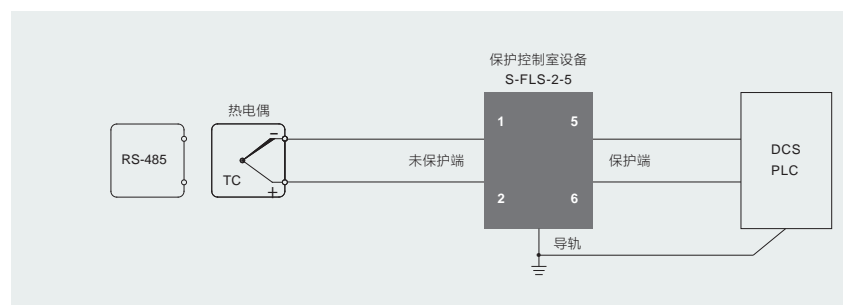 保护控制室设备
S-FLS-2-5
热电偶
RS-485
TC
−
+
未保护端
1
2
5
6
保护端
DCS
PLC
导轨